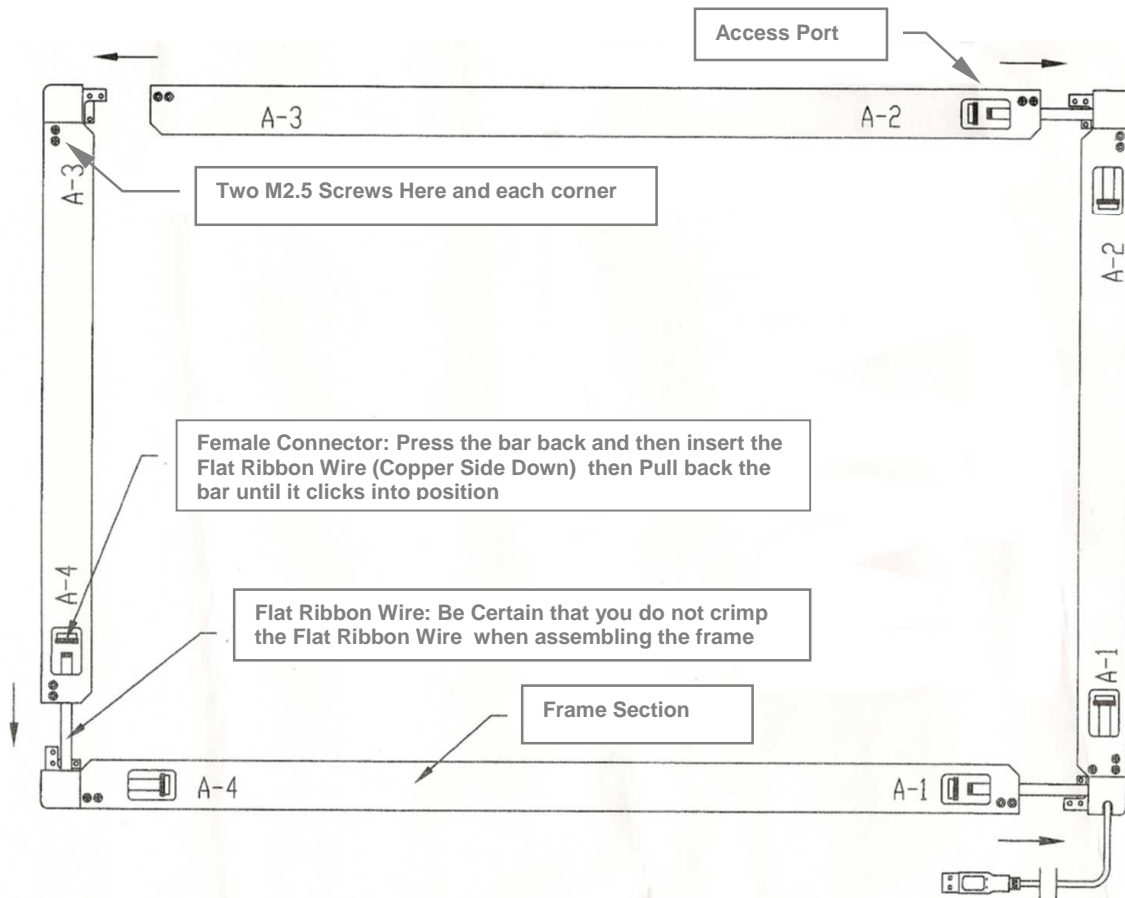 Access Port
A-3
A-2
Two M2.5 Screws Here and each corner
A-3
A-2
Female Connector: Press the bar back and then insert the
Flat Ribbon Wire (Copper Side Down) then Pull back the
bar until it clicks into position
A-4
Flat Ribbon Wire: Be Certain that you do not crimp
the Flat Ribbon Wire when assembling the frame
A-1
Frame Section
A-4
A-1